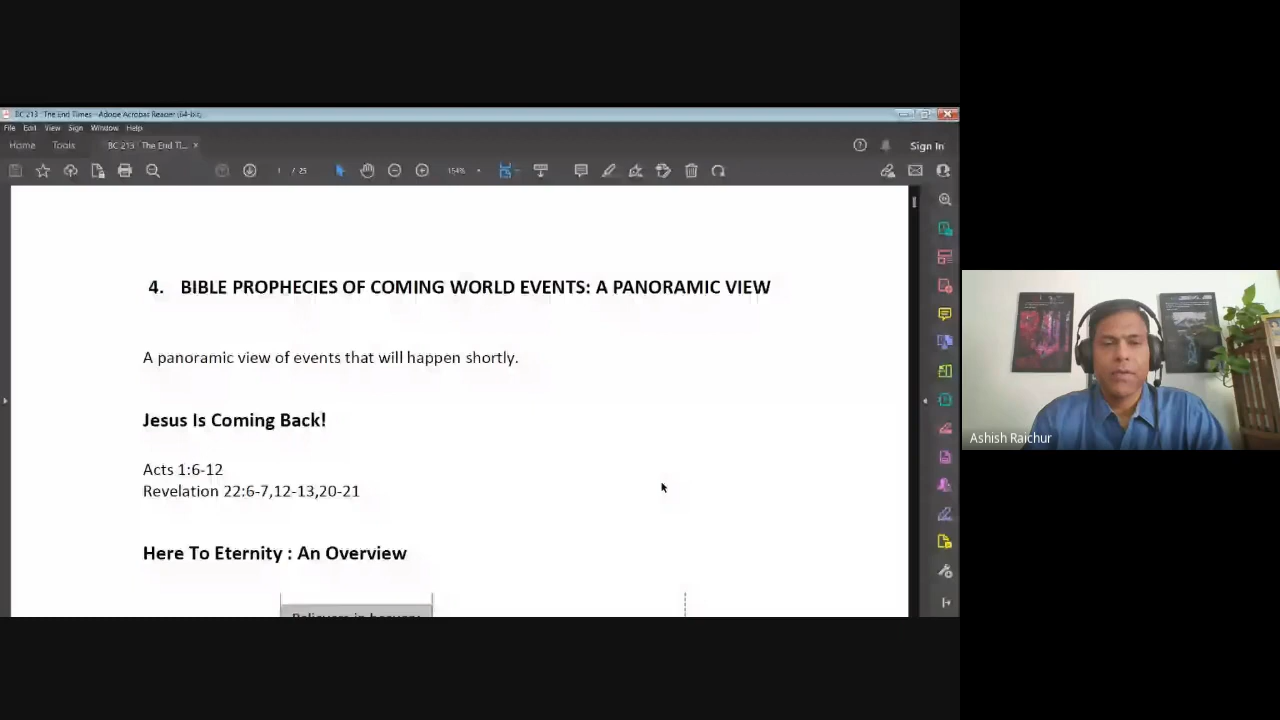 BC 213 The End Times - Adobe Acrobat Reader (64-bit)
File Edit View Sign Window Help
Home Tools BC 213 The End Ti... × Sign In
1 / 25 154%
4. BIBLE PROPHECIES OF COMING WORLD EVENTS: A PANORAMIC VIEW
A panoramic view of events that will happen shortly.
Jesus Is Coming Back!
Acts 1:6-12
Revelation 22:6-7,12-13,20-21
Here To Eternity : An Overview
Believers in heaven
Ashish Raichur